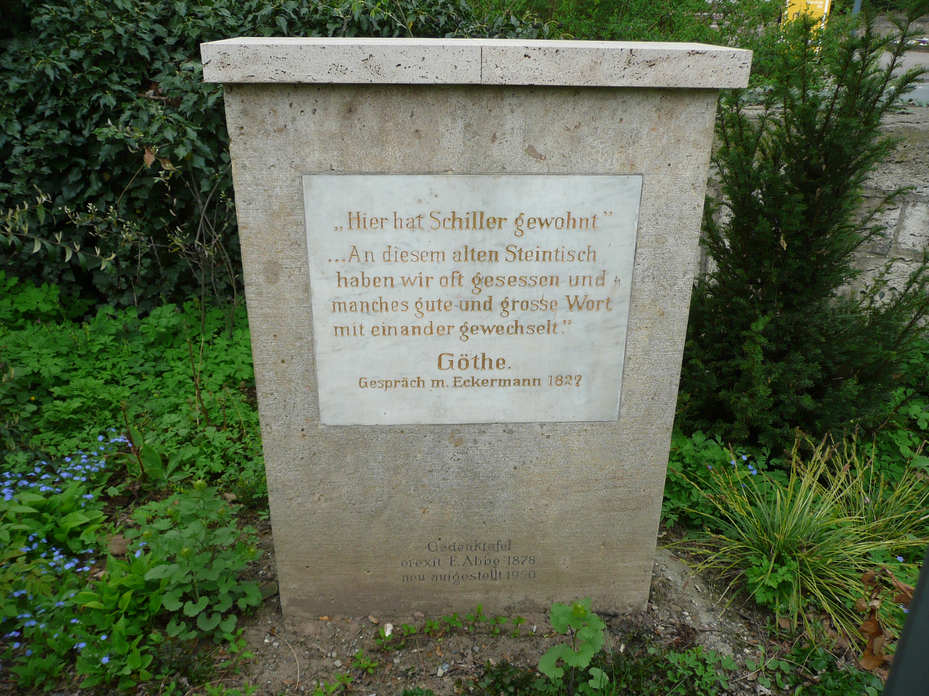 „Hier hat Schiller gewohnt”
...An diesem alten Steintisch
haben wir oft gesessen und
manches gute und grosse Wort
mit einander gewechselt.”
Göthe.
Gespräch m. Eckermann 1827
Gedenktafel
erexit E. Abbe 1878
neu aufgestellt 1990